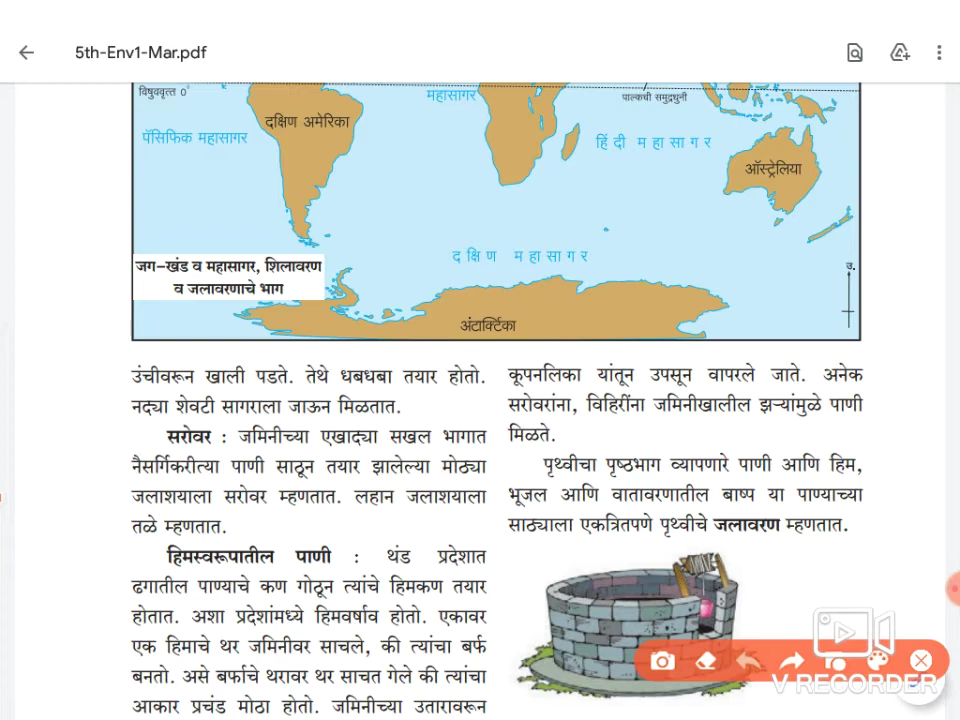 5th-Env1-Mar.pdf
विषुववृत्त 0°
महासागर
पाल्कची समुद्रधुनी
दक्षिण अमेरिका
पॅसिफिक महासागर
हिंदी महासागर
ऑस्ट्रेलिया
दक्षिण महासागर
जग-खंड व महासागर, शिलावरण
व जलावरणाचे भाग
उ.
अंटार्क्टिका
उंचीवरून खाली पडते. तेथे धबधबा तयार होतो.
नद्या शेवटी सागराला जाऊन मिळतात.
सरोवर : जमिनीच्या एखाद्या सखल भागात
नैसर्गिकरीत्या पाणी साठून तयार झालेल्या मोठ्या
जलाशयाला सरोवर म्हणतात. लहान जलाशयाला
तळे म्हणतात.
हिमस्वरूपातील पाणी : थंड प्रदेशात
ढगातील पाण्याचे कण गोठून त्यांचे हिमकण तयार
होतात. अशा प्रदेशांमध्ये हिमवर्षाव होतो. एकावर
एक हिमाचे थर जमिनीवर साचले, की त्यांचा बर्फ
बनतो. असे बर्फाचे थरावर थर साचत गेले की त्यांचा
आकार प्रचंड मोठा होतो. जमिनीच्या उतारावरून
कूपनलिका यांतून उपसून वापरले जाते. अनेक
सरोवरांना, विहिरींना जमिनीखालील झऱ्यांमुळे पाणी
मिळते.
पृथ्वीचा पृष्ठभाग व्यापणारे पाणी आणि हिम,
भूजल आणि वातावरणातील बाष्प या पाण्याच्या
साठ्याला एकत्रितपणे पृथ्वीचे जलावरण म्हणतात.
V RECORDER